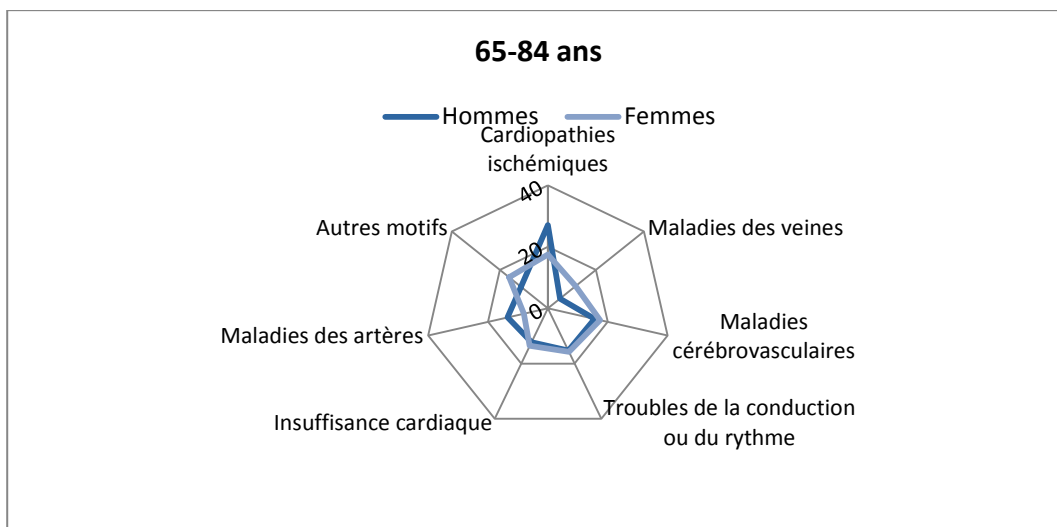 65-84 ans
Hommes
Femmes
Cardiopathies
ischémiques
40
Autres motifs
Maladies des veines
20
0
Maladies des artères
Maladies
cérébrovasculaires
Insuffisance cardiaque
Troubles de la conduction
ou du rythme